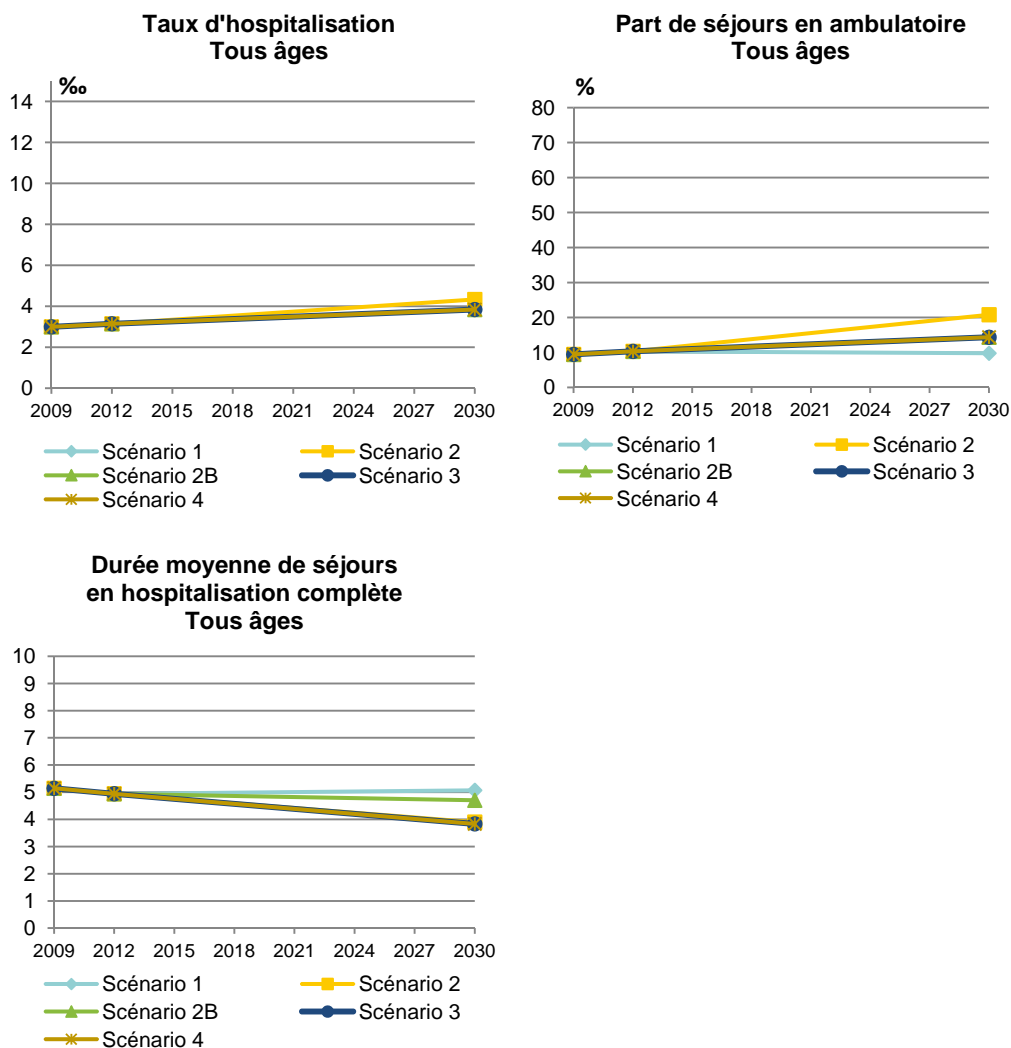 Taux d'hospitalisation
Tous âges
‰
14
12
10
8
6
4
2
0
2009 2012 2015 2018 2021 2024 2027 2030
Scénario 1 Scénario 2
Scénario 2B Scénario 3
Scénario 4
Part de séjours en ambulatoire
Tous âges
%
80
70
60
50
40
30
20
10
0
2009 2012 2015 2018 2021 2024 2027 2030
Scénario 1 Scénario 2
Scénario 2B Scénario 3
Scénario 4
Durée moyenne de séjours
en hospitalisation complète
Tous âges
10
9
8
7
6
5
4
3
2
1
0
2009 2012 2015 2018 2021 2024 2027 2030
Scénario 1 Scénario 2
Scénario 2B Scénario 3
Scénario 4